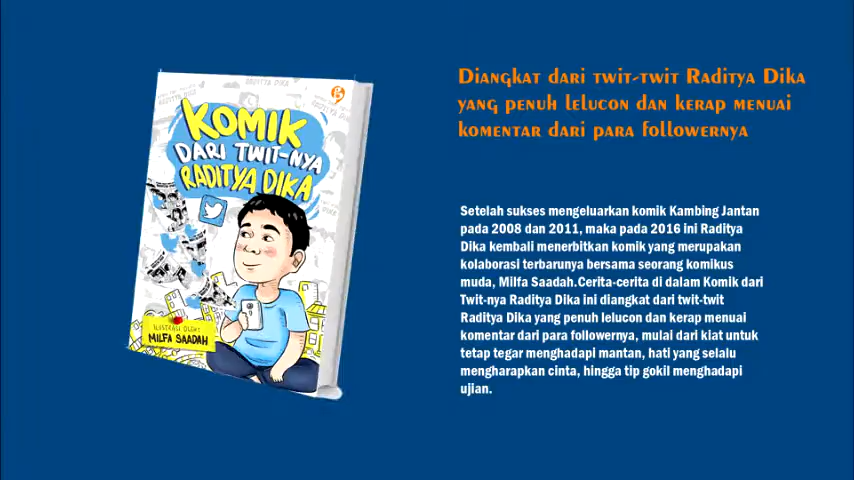 KOMIK
DARI TWIT-NYA
RADITYA DIKA
ILUSTRASI OLEH:
MILFA SAADAH
Diangkat dari twit-twit Raditya Dika
yang penuh lelucon dan kerap menuai
komentar dari para followernya
Setelah sukses mengeluarkan komik Kambing Jantan
pada 2008 dan 2011, maka pada 2016 ini Raditya
Dika kembali menerbitkan komik yang merupakan
kolaborasi terbarunya bersama seorang komikus
muda, Milfa Saadah.Cerita-cerita di dalam Komik dari
Twit-nya Raditya Dika ini diangkat dari twit-twit
Raditya Dika yang penuh lelucon dan kerap menuai
komentar dari para followernya, mulai dari kiat untuk
tetap tegar menghadapi mantan, hati yang selalu
mengharapkan cinta, hingga tip gokil menghadapi
ujian.